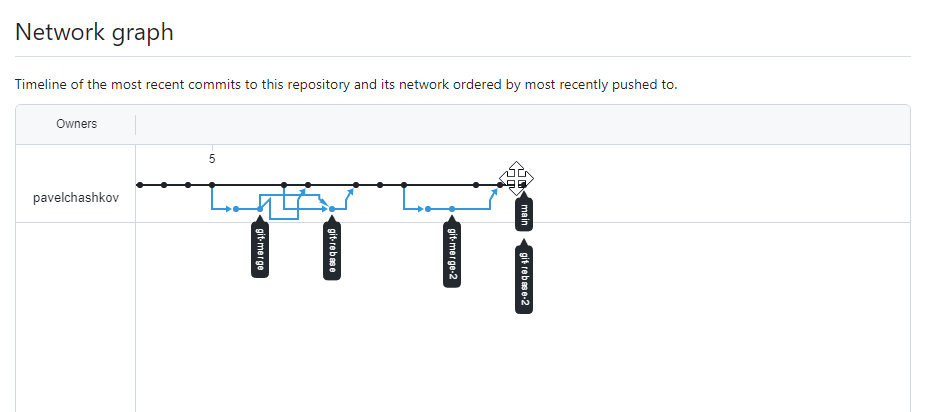 Network graph
Timeline of the most recent commits to this repository and its network ordered by most recently pushed to.
Owners
5
pavelchashkov
main
git-merge
git-rebase
git-merge-2
git-rebase-2